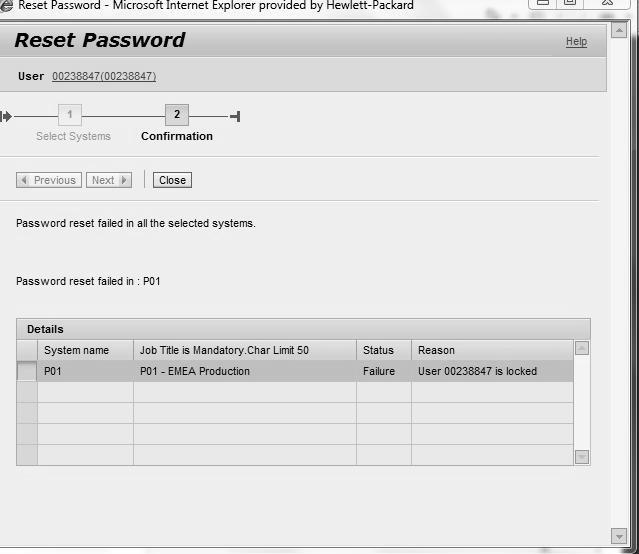 Reset Password - Microsoft Internet Explorer provided by Hewlett-Packard
Reset Password
Help
User 00238847(00238847)
1 2
Select Systems Confirmation
Previous Next Close
Password reset failed in all the selected systems.
Password reset failed in : P01
Details
System name Job Title is Mandatory.Char Limit 50 Status Reason
P01 P01 - EMEA Production Failure User 00238847 is locked